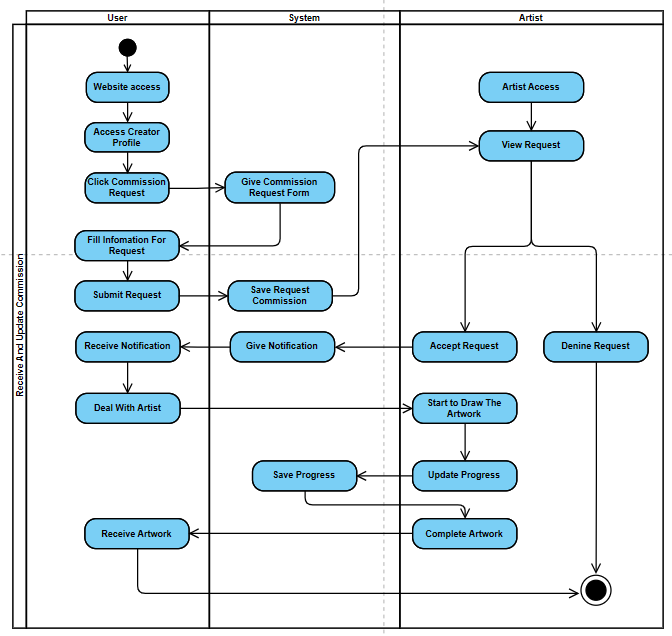 User
System
Artist
Receive And Update Commission
Website access
Artist Access
Access Creator
Profile
View Request
Click Commission
Request
Give Commission
Request Form
Fill Infomation For
Request
Submit Request
Save Request
Commission
Receive Notification
Give Notification
Accept Request
Denine Request
Deal With Artist
Start to Draw The
Artwork
Save Progress
Update Progress
Receive Artwork
Complete Artwork